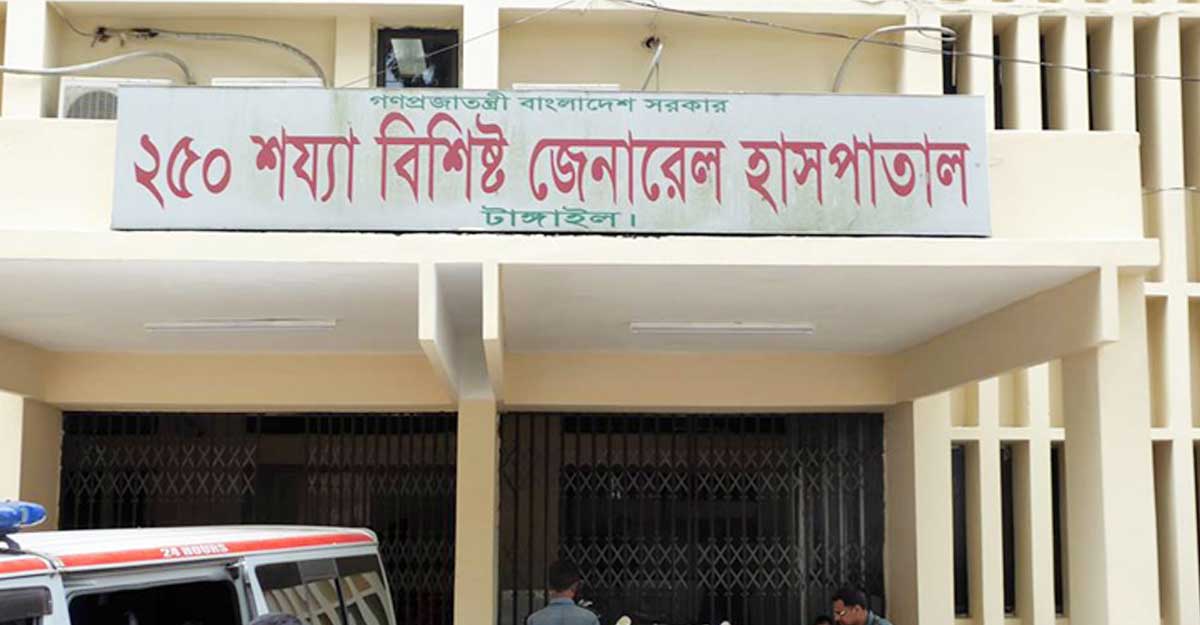 গণপ্রজাতন্ত্রী বাংলাদেশ সরকার
২৫০ শয্যা বিশিষ্ট জেনারেল হাসপাতাল
টাঙ্গাইল।
24 HOURS